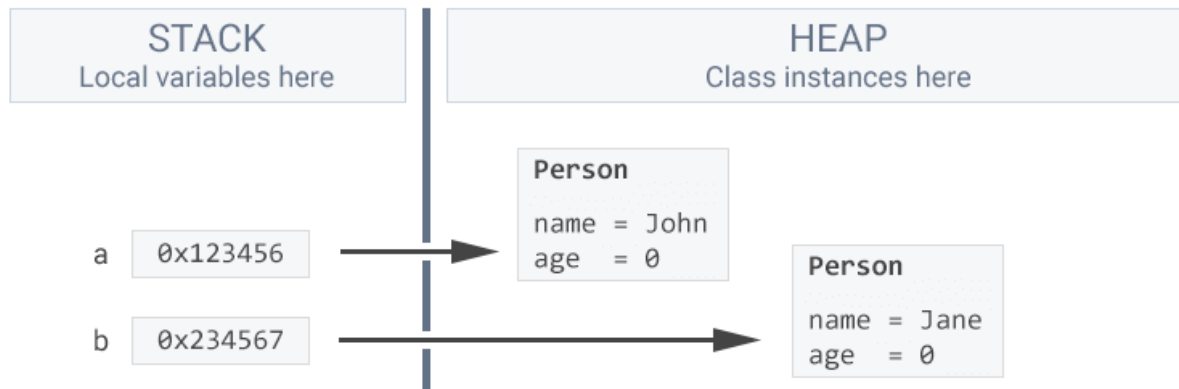 STACK
Local variables here
HEAP
Class instances here
Person
name = John
age = 0
a 0x123456
Person
name = Jane
age = 0
b 0x234567